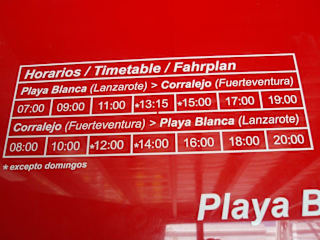 Horarios / Timetable / Fahrplan
Playa Blanca (Lanzarote) > Corralejo (Fuerteventura)
07:00 09:00 11:00 *13:15 *15:00 17:00 19:00
Corralejo (Fuerteventura) > Playa Blanca (Lanzarote)
08:00 10:00 *12:00 *14:00 16:00 18:00 20:00
* excepto domingos
Playa B